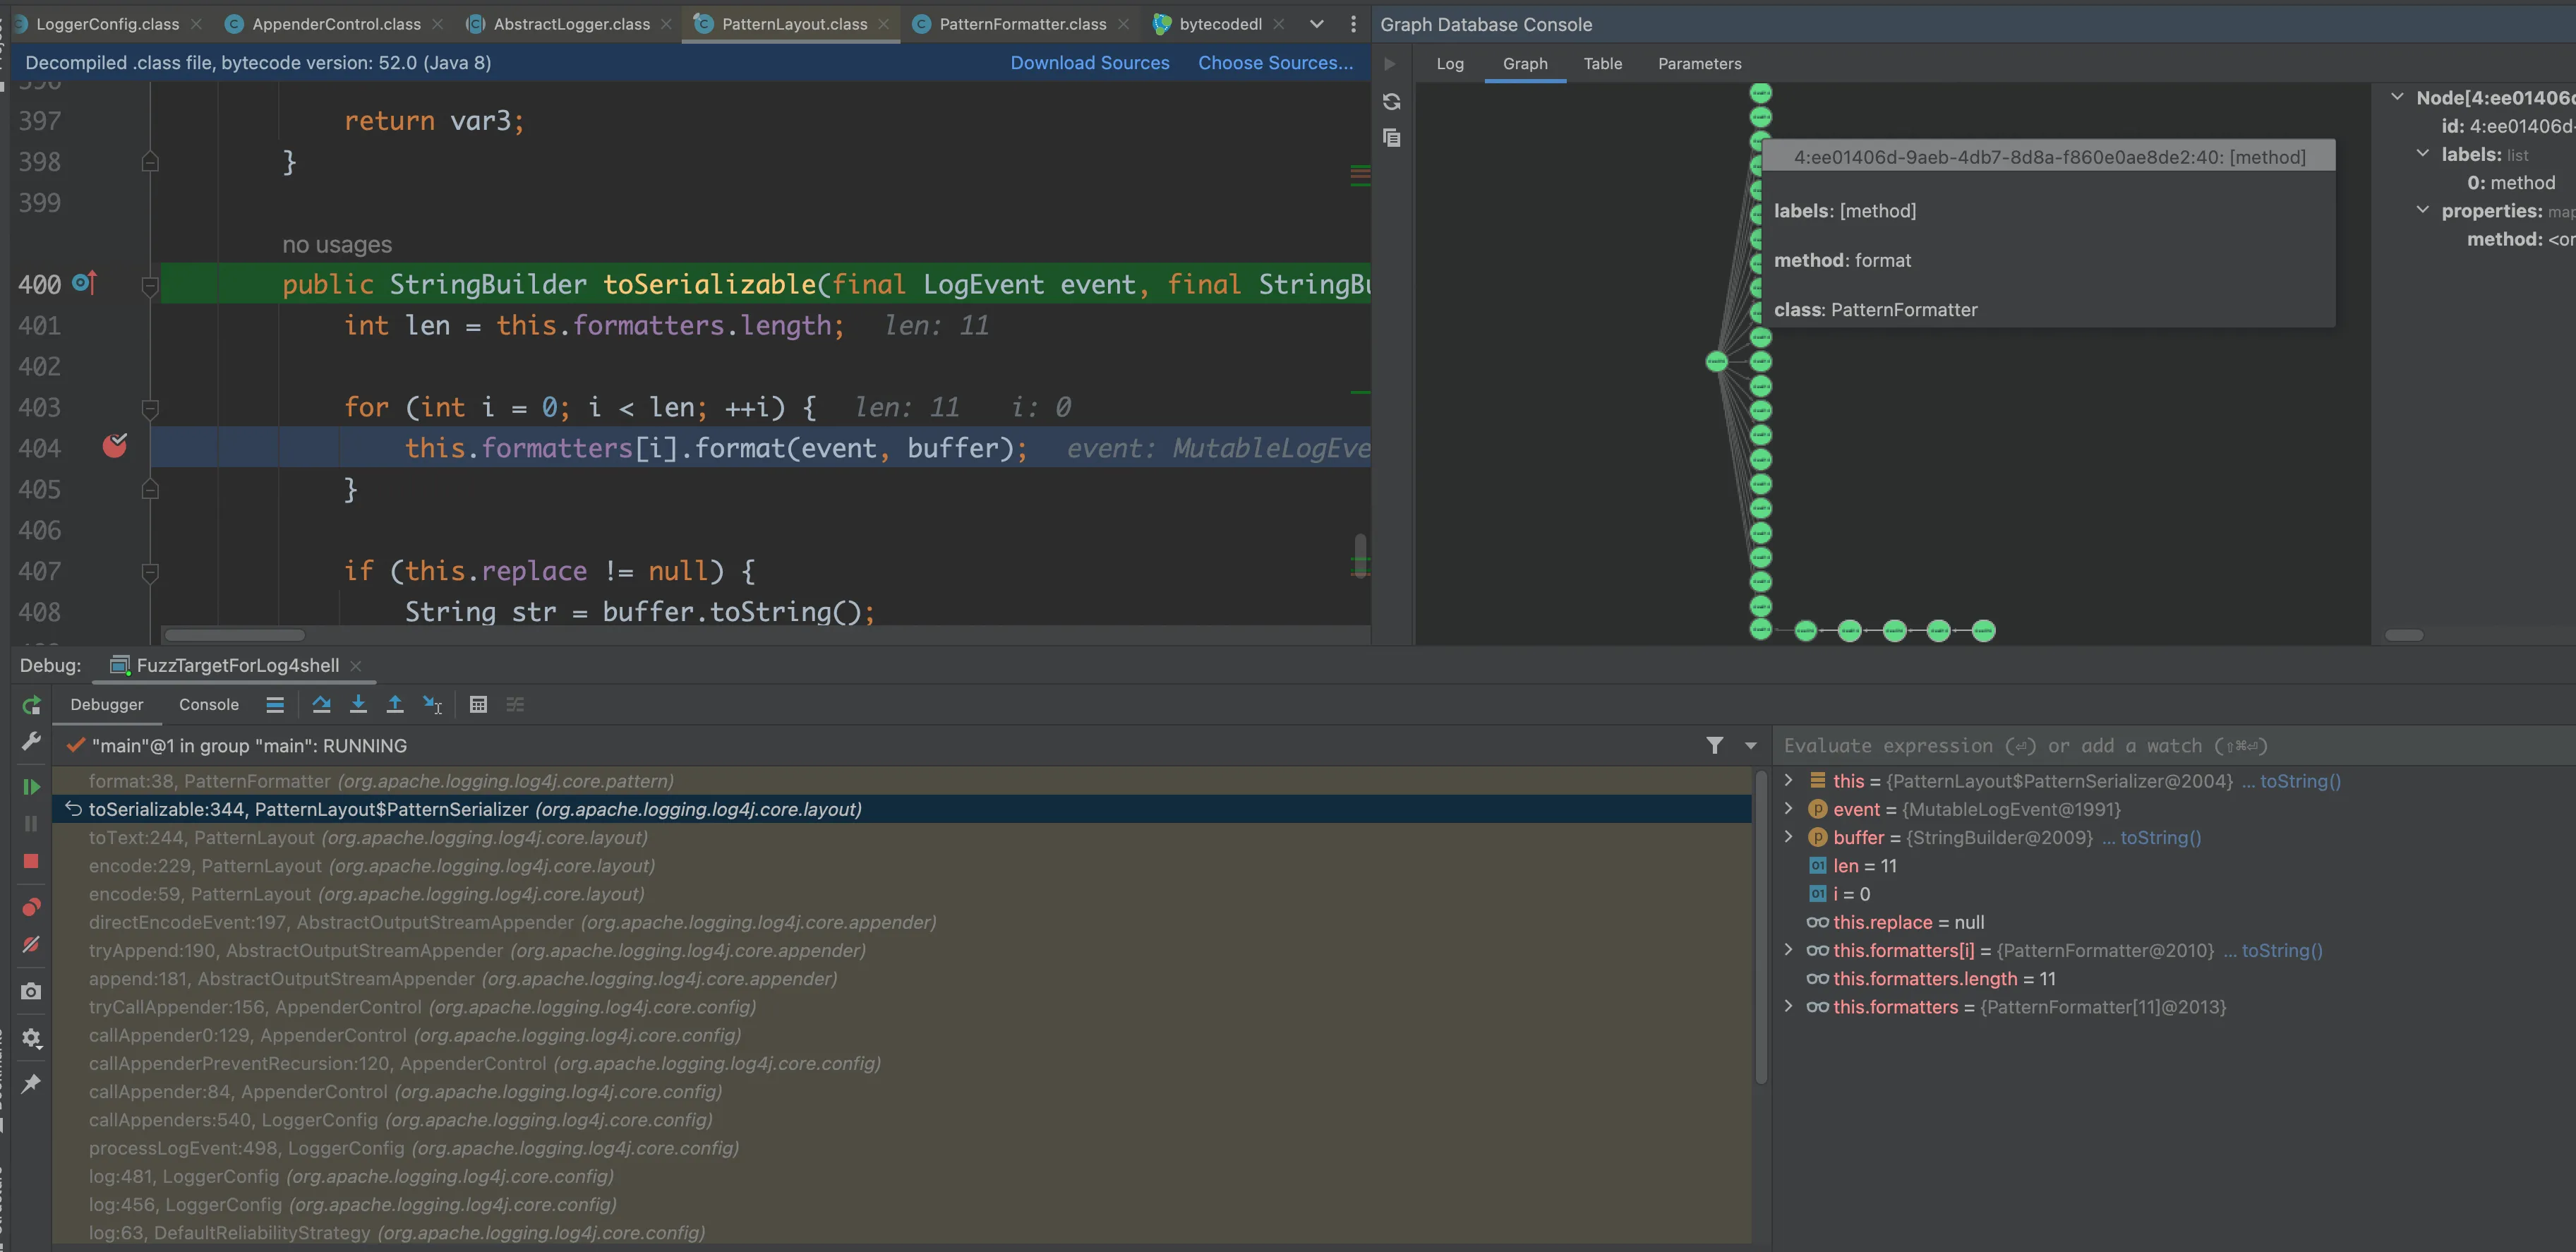 LoggerConfig.class
AppenderControl.class
AbstractLogger.class
PatternLayout.class
PatternFormatter.class
bytecodedl
Graph Database Console
Decompiled .class file, bytecode version: 52.0 (Java 8)
Download Sources
Choose Sources...
Log
Graph
Table
Parameters
397 return var3;
398 }
399
no usages
400 public StringBuilder toSerializable(final LogEvent event, final StringBu
401 int len = this.formatters.length; len: 11
402
403 for (int i = 0; i < len; ++i) { len: 11 i: 0
404 this.formatters[i].format(event, buffer); event: MutableLogEve
405 }
406
407 if (this.replace != null) {
408 String str = buffer.toString();
4:ee01406d-9aeb-4db7-8d8a-f860e0ae8de2:40: [method]
labels: [method]
method: format
class: PatternFormatter
Node[4:ee01406d
id: 4:ee01406d-
labels: list
0: method
properties: map
method: <or
Debug:
FuzzTargetForLog4shell
Debugger
Console
"main"@1 in group "main": RUNNING
format:38, PatternFormatter (org.apache.logging.log4j.core.pattern)
toSerializable:344, PatternLayout$PatternSerializer (org.apache.logging.log4j.core.layout)
toText:244, PatternLayout (org.apache.logging.log4j.core.layout)
encode:229, PatternLayout (org.apache.logging.log4j.core.layout)
encode:59, PatternLayout (org.apache.logging.log4j.core.layout)
directEncodeEvent:197, AbstractOutputStreamAppender (org.apache.logging.log4j.core.appender)
tryAppend:190, AbstractOutputStreamAppender (org.apache.logging.log4j.core.appender)
append:181, AbstractOutputStreamAppender (org.apache.logging.log4j.core.appender)
tryCallAppender:156, AppenderControl (org.apache.logging.log4j.core.config)
callAppender0:129, AppenderControl (org.apache.logging.log4j.core.config)
callAppenderPreventRecursion:120, AppenderControl (org.apache.logging.log4j.core.config)
callAppender:84, AppenderControl (org.apache.logging.log4j.core.config)
callAppenders:540, LoggerConfig (org.apache.logging.log4j.core.config)
processLogEvent:498, LoggerConfig (org.apache.logging.log4j.core.config)
log:481, LoggerConfig (org.apache.logging.log4j.core.config)
log:456, LoggerConfig (org.apache.logging.log4j.core.config)
log:63, DefaultReliabilityStrategy (org.apache.logging.log4j.core.config)
Evaluate expression (⏎) or add a watch (⇧⌘⏎)
this = {PatternLayout$PatternSerializer@2004} ... toString()
event = {MutableLogEvent@1991}
buffer = {StringBuilder@2009} ... toString()
len = 11
i = 0
this.replace = null
this.formatters[i] = {PatternFormatter@2010} ... toString()
this.formatters.length = 11
this.formatters = {PatternFormatter[11]@2013}